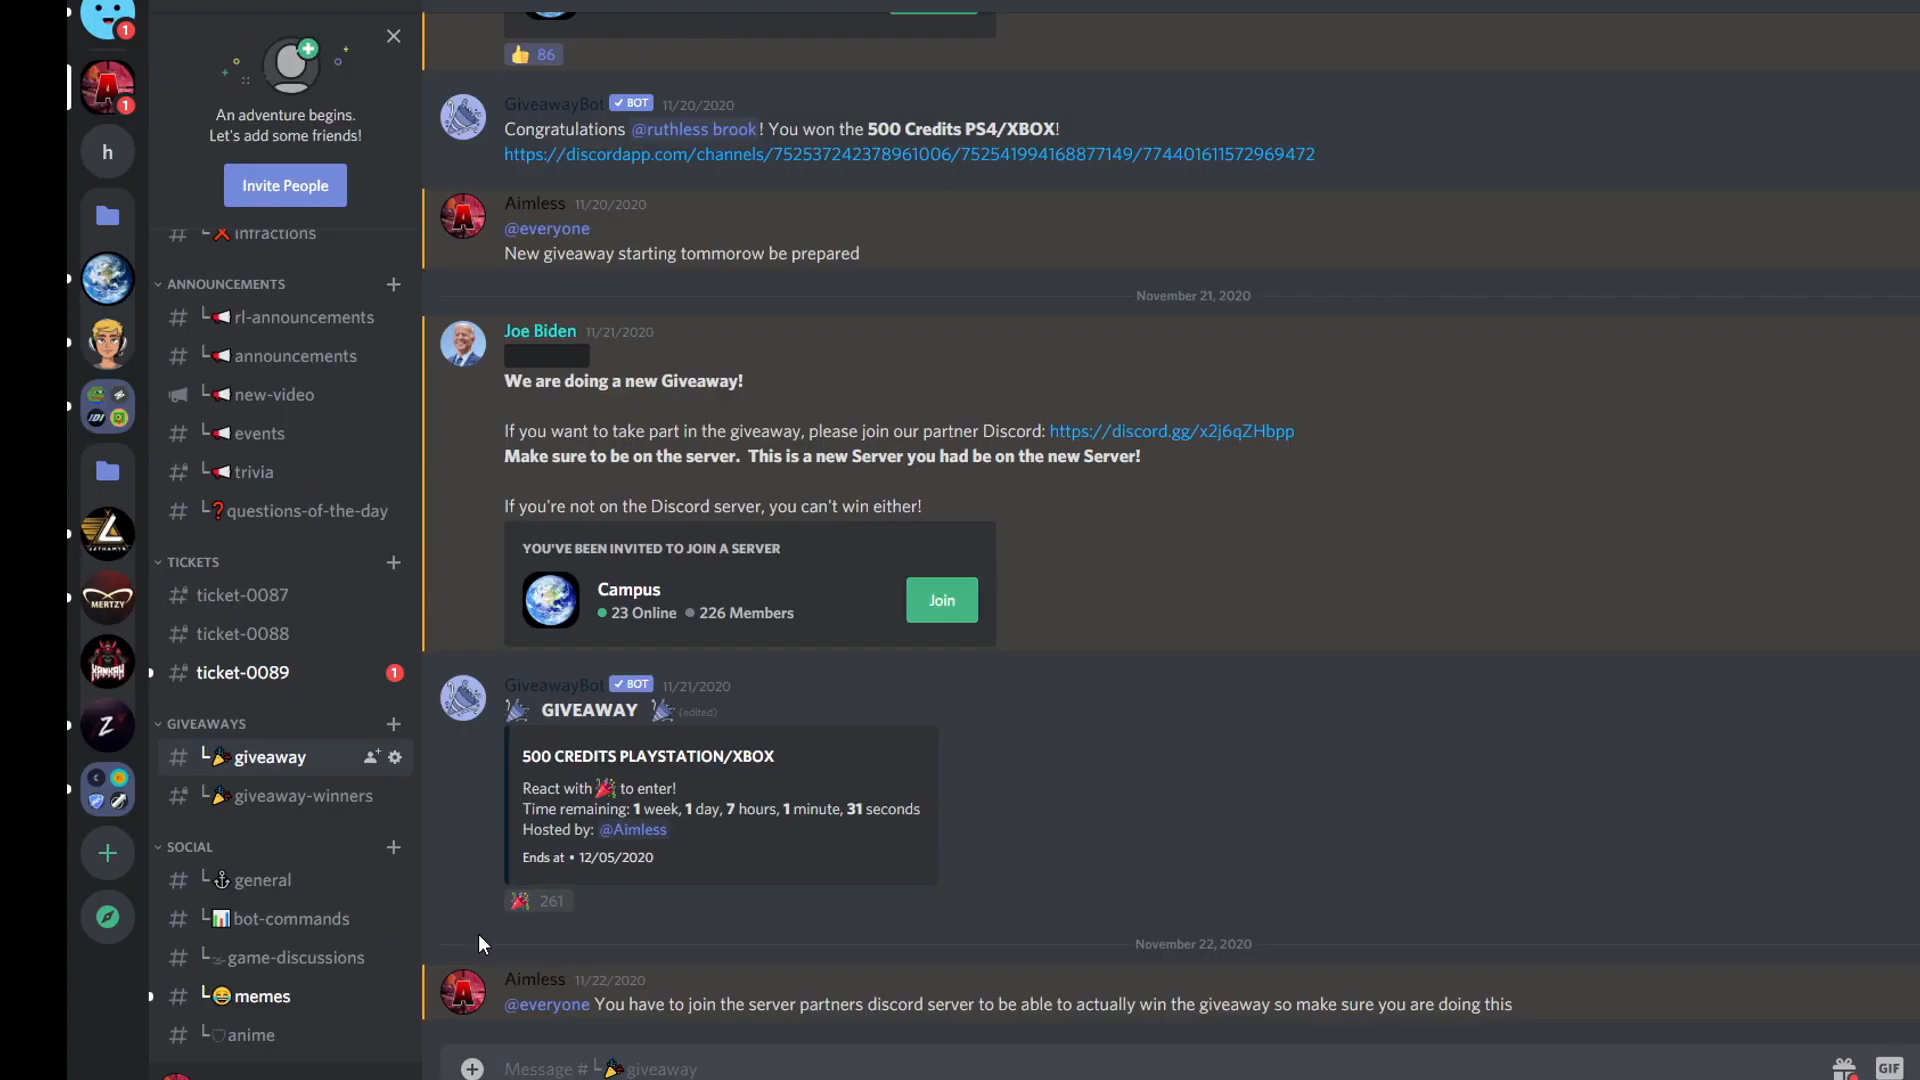 1
1
h
An adventure begins.
Let's add some friends!
Invite People
infractions
ANNOUNCEMENTS
rl-announcements
announcements
new-video
events
trivia
questions-of-the-day
TICKETS
ticket-0087
ticket-0088
ticket-0089
1
GIVEAWAYS
giveaway
giveaway-winners
SOCIAL
general
bot-commands
game-discussions
memes
anime
MERTZY
86
GiveawayBot BOT 11/20/2020
Congratulations @ruthless brook! You won the 500 Credits PS4/XBOX!
https://discordapp.com/channels/752537242378961006/752541994168877149/774401611572969472
Aimless 11/20/2020
@everyone
New giveaway starting tommorow be prepared
November 21, 2020
Joe Biden 11/21/2020
We are doing a new Giveaway!
If you want to take part in the giveaway, please join our partner Discord: https://discord.gg/x2j6qZHbpp
Make sure to be on the server. This is a new Server you had be on the new Server!
If you're not on the Discord server, you can't win either!
YOU'VE BEEN INVITED TO JOIN A SERVER
Campus
23 Online 226 Members
Join
GiveawayBot BOT 11/21/2020
GIVEAWAY (edited)
500 CREDITS PLAYSTATION/XBOX
React with to enter!
Time remaining: 1 week, 1 day, 7 hours, 1 minute, 31 seconds
Hosted by: @Aimless
Ends at • 12/05/2020
261
November 22, 2020
Aimless 11/22/2020
@everyone You have to join the server partners discord server to be able to actually win the giveaway so make sure you are doing this
Message # giveaway
GIF